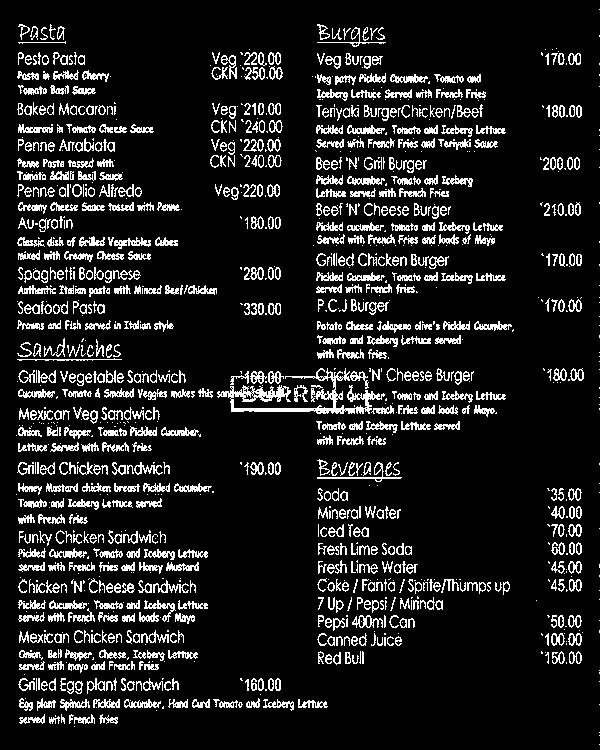 Pasta
Pesto Pasta Veg `220.00
Pasta in Grilled Cherry CKN `250.00
Tomato Basil Sauce
Baked Macaroni Veg `210.00
Macaroni in Tomato Cheese Sauce CKN `240.00
Penne Arrabiata Veg `220.00
Penne Pasta tossed with CKN `240.00
Tomato &Chilli Basil Sauce
Penne al'Olio Alfredo Veg`220.00
Creamy Cheese Sauce tossed with Penne
Au-gratin `180.00
Classic dish of Grilled Vegetables Cubes
mixed with Creamy Cheese Sauce
Spaghetti Bolognese `280.00
Authentic Italian pasta with Minced Beef/Chicken
Seafood Pasta `330.00
Prawns and Fish served in Italian style
Sandwiches
Grilled Vegetable Sandwich `160.00
Cucumber, Tomato & Smoked Veggies makes this sandwich
Mexican Veg Sandwich
Onion, Bell Pepper, Tomato Pickled Cucumber,
Lettuce Served with French fries
Grilled Chicken Sandwich `190.00
Honey Mustard chicken breast Pickled Cucumber,
Tomato and Iceberg Lettuce served
with French fries
Funky Chicken Sandwich
Pickled Cucumber, Tomato and Iceberg Lettuce
served with French fries and Honey Mustard
Chicken 'N' Cheese Sandwich
Pickled Cucumber, Tomato and Iceberg Lettuce
served with French fries and loads of Mayo
Mexican Chicken Sandwich
Onion, Bell Pepper, Cheese, Iceberg Lettuce
served with mayo and French Fries
Grilled Egg plant Sandwich `160.00
Egg plant Spinach Pickled Cucumber, Hand Curd Tomato and Iceberg Lettuce
served with French fries
Burgers
Veg Burger `170.00
Veg patty Pickled Cucumber, Tomato and
Iceberg Lettuce Served with French Fries
Teriyaki BurgerChicken/Beef `180.00
Pickled Cucumber, Tomato and Iceberg Lettuce
Served with French Fries and Teriyaki Sauce
Beef 'N' Grill Burger `200.00
Pickled Cucumber, Tomato and Iceberg
Lettuce served with French Fries
Beef 'N' Cheese Burger `210.00
Pickled cucumber, tomato and Iceberg Lettuce
Served with French Fries and loads of Mayo
Grilled Chicken Burger `170.00
Pickled Cucumber, Tomato and Iceberg Lettuce
served with French fries.
P.C.J Burger `170.00
Potato Cheese Jalapeno olive's Pickled Cucumber,
Tomato and Iceberg Lettuce served
with French fries.
Chicken 'N' Cheese Burger `180.00
Pickled Cucumber, Tomato and Iceberg Lettuce
Served with French Fries and loads of Mayo.
Tomato and Iceberg Lettuce served
with French fries
Beverages
Soda `35.00
Mineral Water `40.00
Iced Tea `70.00
Fresh Lime Soda `60.00
Fresh Lime Water `45.00
Coke / Fanta / Sprite/Thumps up `45.00
7 Up / Pepsi / Mirinda
Pepsi 400ml Can `50.00
Canned Juice `100.00
Red Bull `150.00